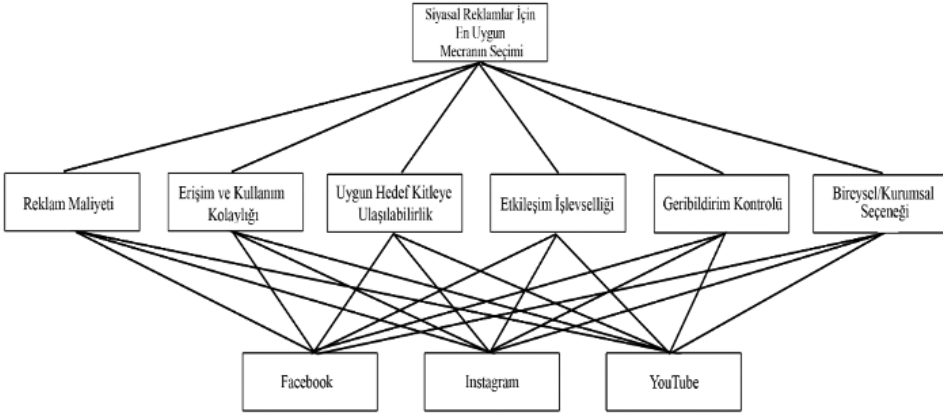 Siyasal Reklamlar İçin
En Uygun
Mecranın Seçimi
Reklam Maliyeti
Erişim ve Kullanım
Kolaylığı
Uygun Hedef Kitleye
Ulaşılabilirlik
Etkileşim İşlevselliği
Geribildirim Kontrolü
Bireysel/Kurumsal
Seçeneği
Facebook
Instagram
YouTube